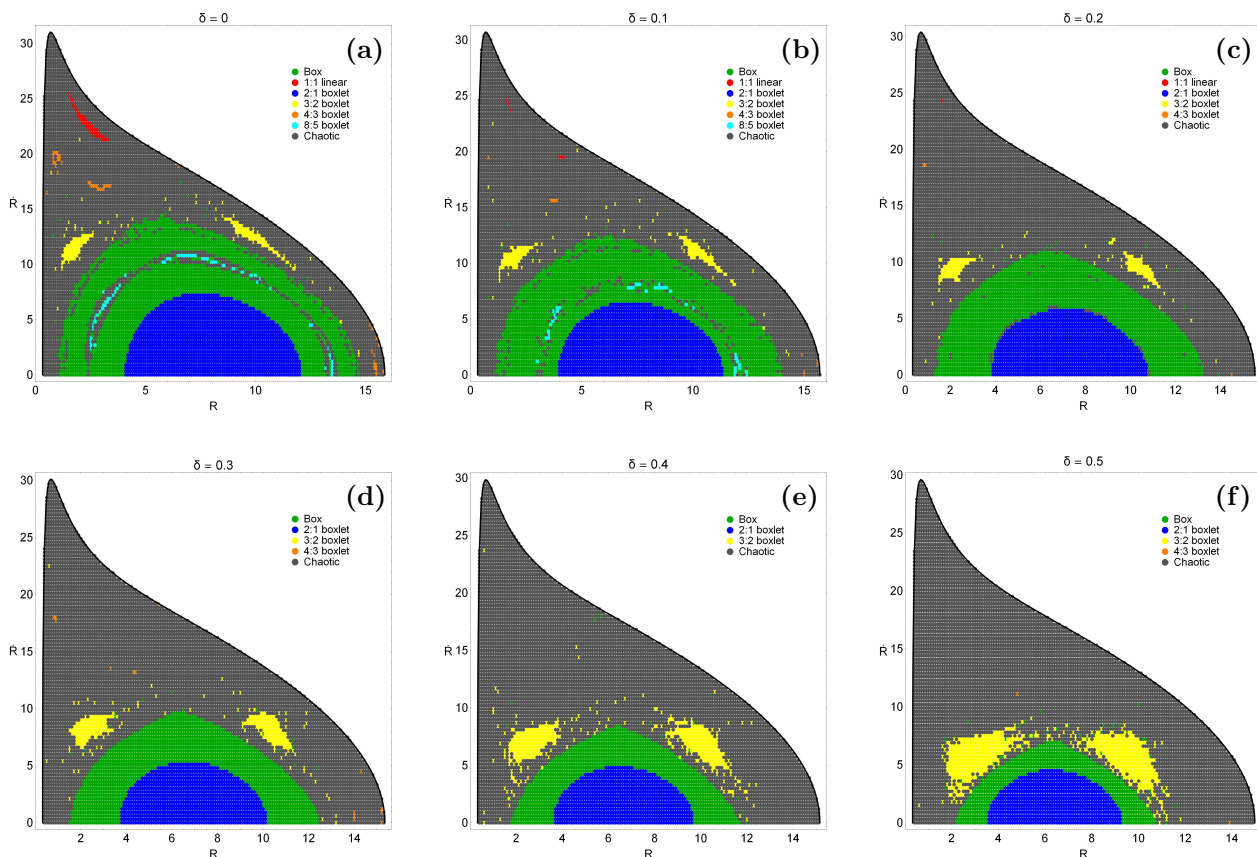 δ = 0
(a)
Box
1:1 linear
2:1 boxlet
3:2 boxlet
4:3 boxlet
8:5 boxlet
Chaotic
30
25
20
15
10
5
0
Ṙ
0 5 10 15
R
δ = 0.1
(b)
Box
1:1 linear
2:1 boxlet
3:2 boxlet
4:3 boxlet
8:5 boxlet
Chaotic
30
25
20
15
10
5
0
Ṙ
0 2 4 6 8 10 12 14
R
δ = 0.2
(c)
Box
1:1 linear
2:1 boxlet
3:2 boxlet
4:3 boxlet
Chaotic
30
25
20
15
10
5
0
Ṙ
0 2 4 6 8 10 12 14
R
δ = 0.3
(d)
Box
2:1 boxlet
3:2 boxlet
4:3 boxlet
Chaotic
30
25
20
15
10
5
0
Ṙ
0 2 4 6 8 10 12 14
R
δ = 0.4
(e)
Box
2:1 boxlet
3:2 boxlet
Chaotic
30
25
20
15
10
5
0
Ṙ
2 4 6 8 10 12 14
R
δ = 0.5
(f)
Box
2:1 boxlet
3:2 boxlet
4:3 boxlet
Chaotic
30
25
20
15
10
5
0
Ṙ
2 4 6 8 10 12 14
R